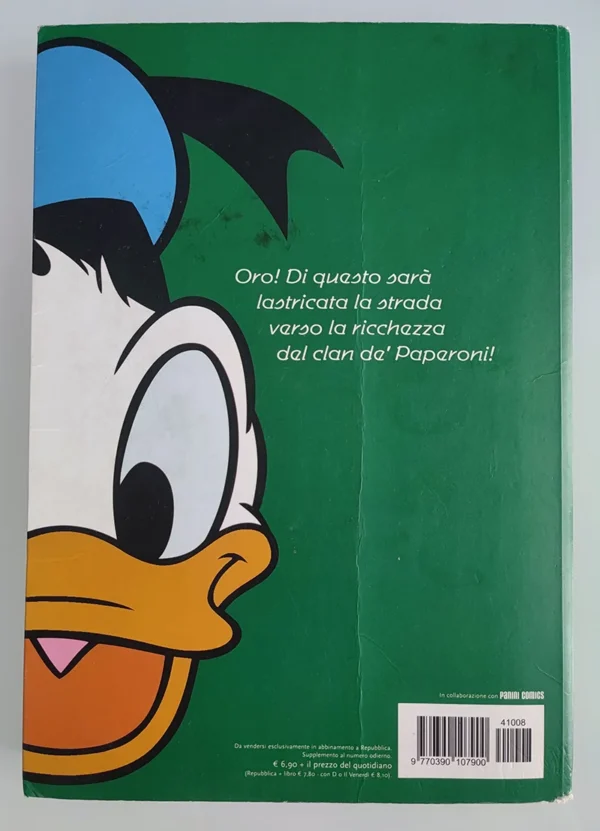 Oro! Di questo sarà
lastricata la strada
verso la ricchezza
del clan de' Paperoni!
In collaborazione con PANINI COMICS
41008
9 770390 107900
Da vendersi esclusivamente in abbinamento a Repubblica.
Supplemento al numero odierno.
€ 6,90 + il prezzo del quotidiano
(Repubblica + libro € 7,80 - con D o Il Venerdì € 8,10).